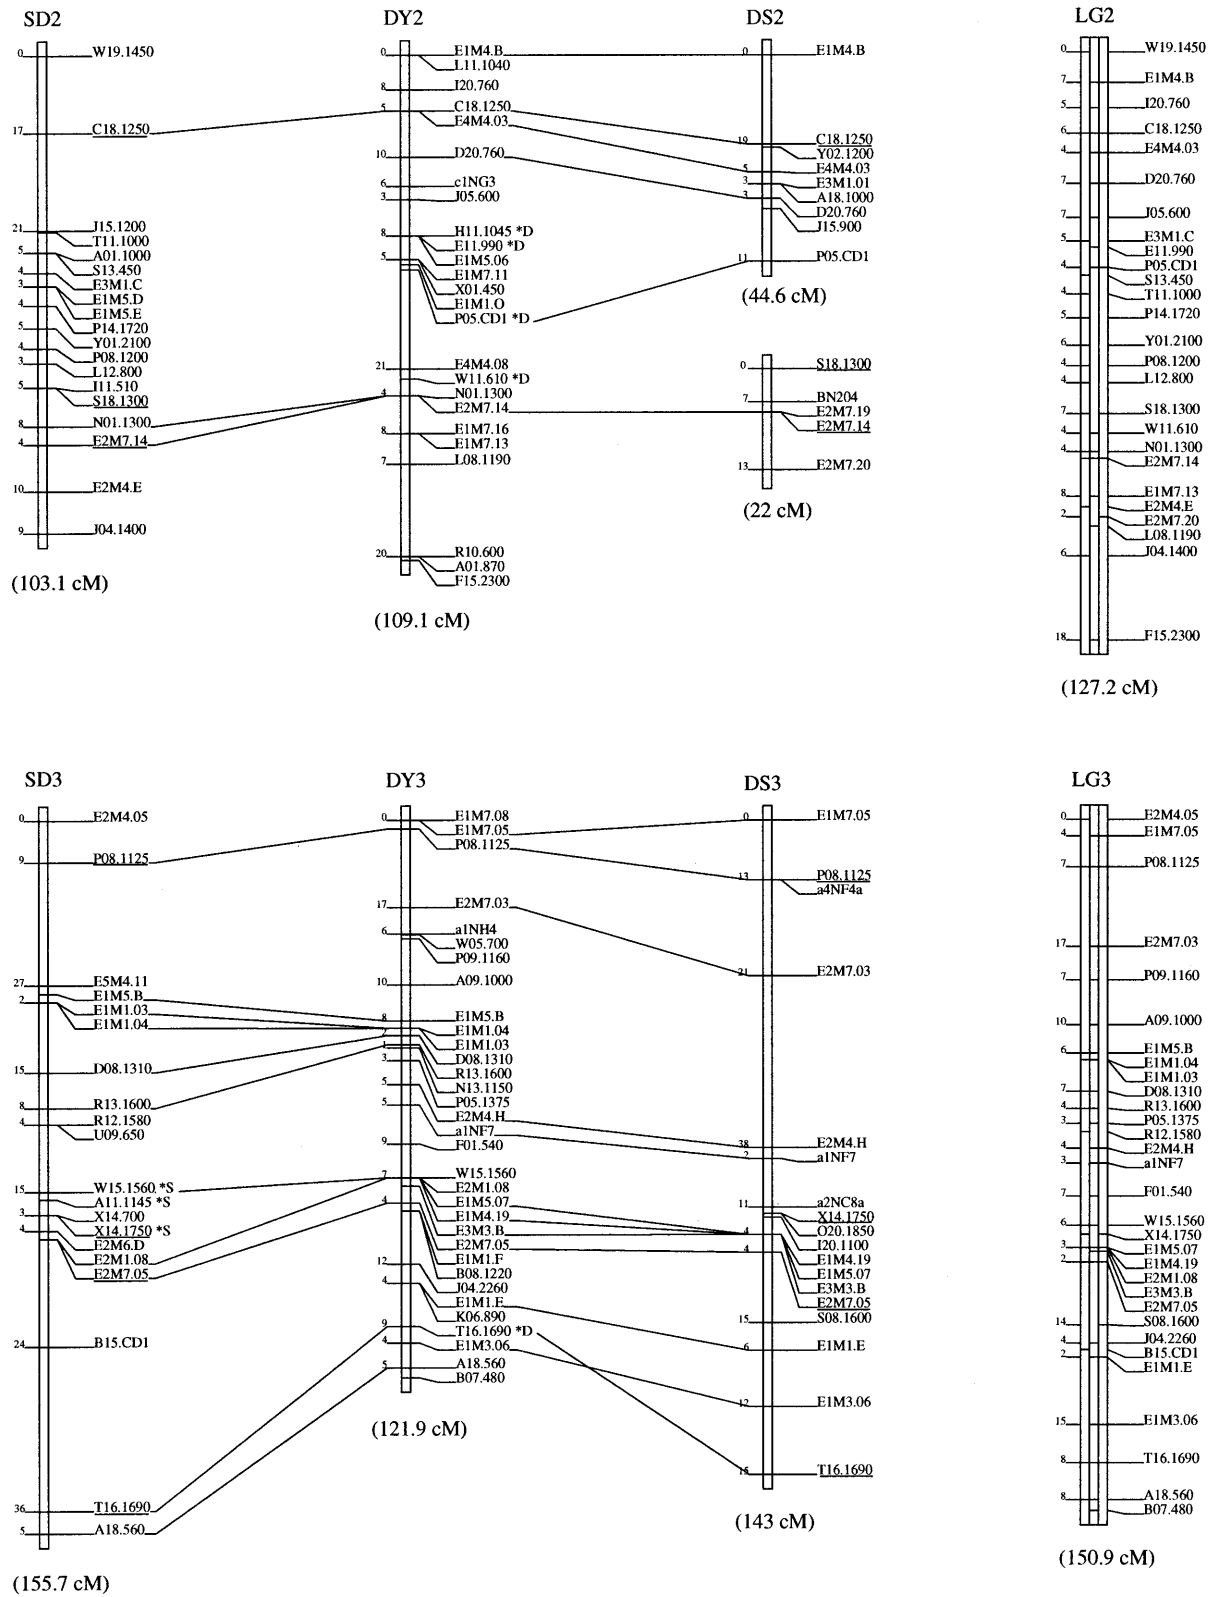 SD2
0 W19.1450
17 C18.1250
21 J15.1200
T11.1000
5 A01.1000
S13.450
4 E3M1.C
3 E1M5.D
E1M5.E
4 P14.1720
5 Y01.2100
4 P08.1200
3 L12.800
5 I11.510
S18.1300
8 N01.1300
4 E2M7.14
10 E2M4.E
9 J04.1400
(103.1 cM)
DY2
0 E1M4.B
L11.1040
8 I20.760
5 C18.1250
E4M4.03
10 D20.760
6 c1NG3
3 J05.600
8 H11.1045 *D
E11.990 *D
E1M5.06
5 E1M7.11
X01.450
E1M1.O
P05.CD1 *D
21 E4M4.08
W11.610 *D
4 N01.1300
E2M7.14
8 E1M7.16
E1M7.13
7 L08.1190
20 R10.600
A01.870
F15.2300
(109.1 cM)
DS2
0 E1M4.B
19 C18.1250
Y02.1200
5 E4M4.03
3 E3M1.01
A18.1000
3 D20.760
J15.900
11 P05.CD1
(44.6 cM)
0 S18.1300
7 BN204
E2M7.19
E2M7.14
13 E2M7.20
(22 cM)
LG2
0 W19.1450
7 E1M4.B
5 I20.760
6 C18.1250
4 E4M4.03
7 D20.760
7 J05.600
5 E3M1.C
E11.990
4 P05.CD1
S13.450
4 T11.1000
5 P14.1720
6 Y01.2100
4 P08.1200
4 L12.800
7 S18.1300
4 W11.610
4 N01.1300
E2M7.14
8 E1M7.13
E2M4.E
2 E2M7.20
L08.1190
6 J04.1400
18 F15.2300
(127.2 cM)
SD3
0 E2M4.05
9 P08.1125
27 E5M4.11
E1M5.B
2 E1M1.03
E1M1.04
15 D08.1310
8 R13.1600
4 R12.1580
U09.650
15 W15.1560 *S
A11.1145 *S
3 X14.700
X14.1750 *S
4 E2M6.D
E2M1.08
E2M7.05
24 B15.CD1
36 T16.1690
5 A18.560
(155.7 cM)
DY3
0 E1M7.08
E1M7.05
P08.1125
17 E2M7.03
6 a1NH4
W05.700
P09.1160
10 A09.1000
8 E1M5.B
E1M1.04
E1M1.03
2 D08.1310
1 R13.1600
N13.1150
3 P05.1375
5 E2M4.H
5 a1NF7
9 F01.540
7 W15.1560
E2M1.08
E1M5.07
E1M4.19
E3M3.B
4 E2M7.05
E1M1.F
B08.1220
12 J04.2260
4 E1M1.E
K06.890
9 T16.1690 *D
4 E1M3.06
5 A18.560
B07.480
(121.9 cM)
DS3
0 E1M7.05
13 P08.1125
a4NF4a
21 E2M7.03
38 E2M4.H
2 a1NF7
11 a2NC8a
X14.1750
O20.1850
I20.1100
4 E1M4.19
E1M5.07
E3M3.B
4 E2M7.05
15 S08.1600
6 E1M1.E
12 E1M3.06
15 T16.1690
(143 cM)
LG3
0 E2M4.05
4 E1M7.05
7 P08.1125
17 E2M7.03
7 P09.1160
10 A09.1000
6 E1M5.B
E1M1.04
E1M1.03
7 D08.1310
4 R13.1600
3 P05.1375
R12.1580
4 E2M4.H
3 a1NF7
7 F01.540
6 W15.1560
X14.1750
3 E1M5.07
E1M4.19
E2M1.08
E3M3.B
2 E2M7.05
14 S08.1600
4 J04.2260
B15.CD1
2 E1M1.E
15 E1M3.06
8 T16.1690
8 A18.560
B07.480
(150.9 cM)